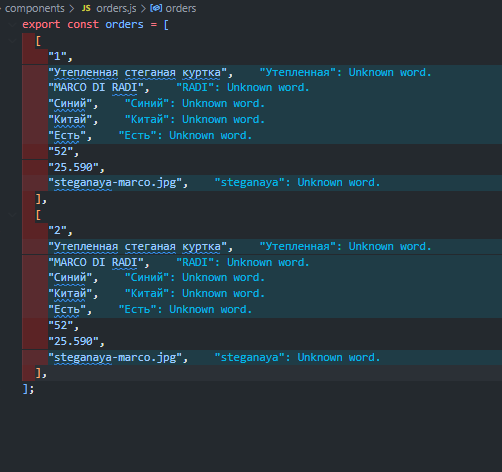 components > JS orders.js > orders
export const orders = [
[
"1",
"Утепленная стеганая куртка", "Утепленная": Unknown word.
"MARCO DI RADI", "RADI": Unknown word.
"Синий", "Синий": Unknown word.
"Китай", "Китай": Unknown word.
"Есть", "Есть": Unknown word.
"52",
"25.590",
"steganaya-marco.jpg", "steganaya": Unknown word.
],
[
"2",
"Утепленная стеганая куртка", "Утепленная": Unknown word.
"MARCO DI RADI", "RADI": Unknown word.
"Синий", "Синий": Unknown word.
"Китай", "Китай": Unknown word.
"Есть", "Есть": Unknown word.
"52",
"25.590",
"steganaya-marco.jpg", "steganaya": Unknown word.
],
];